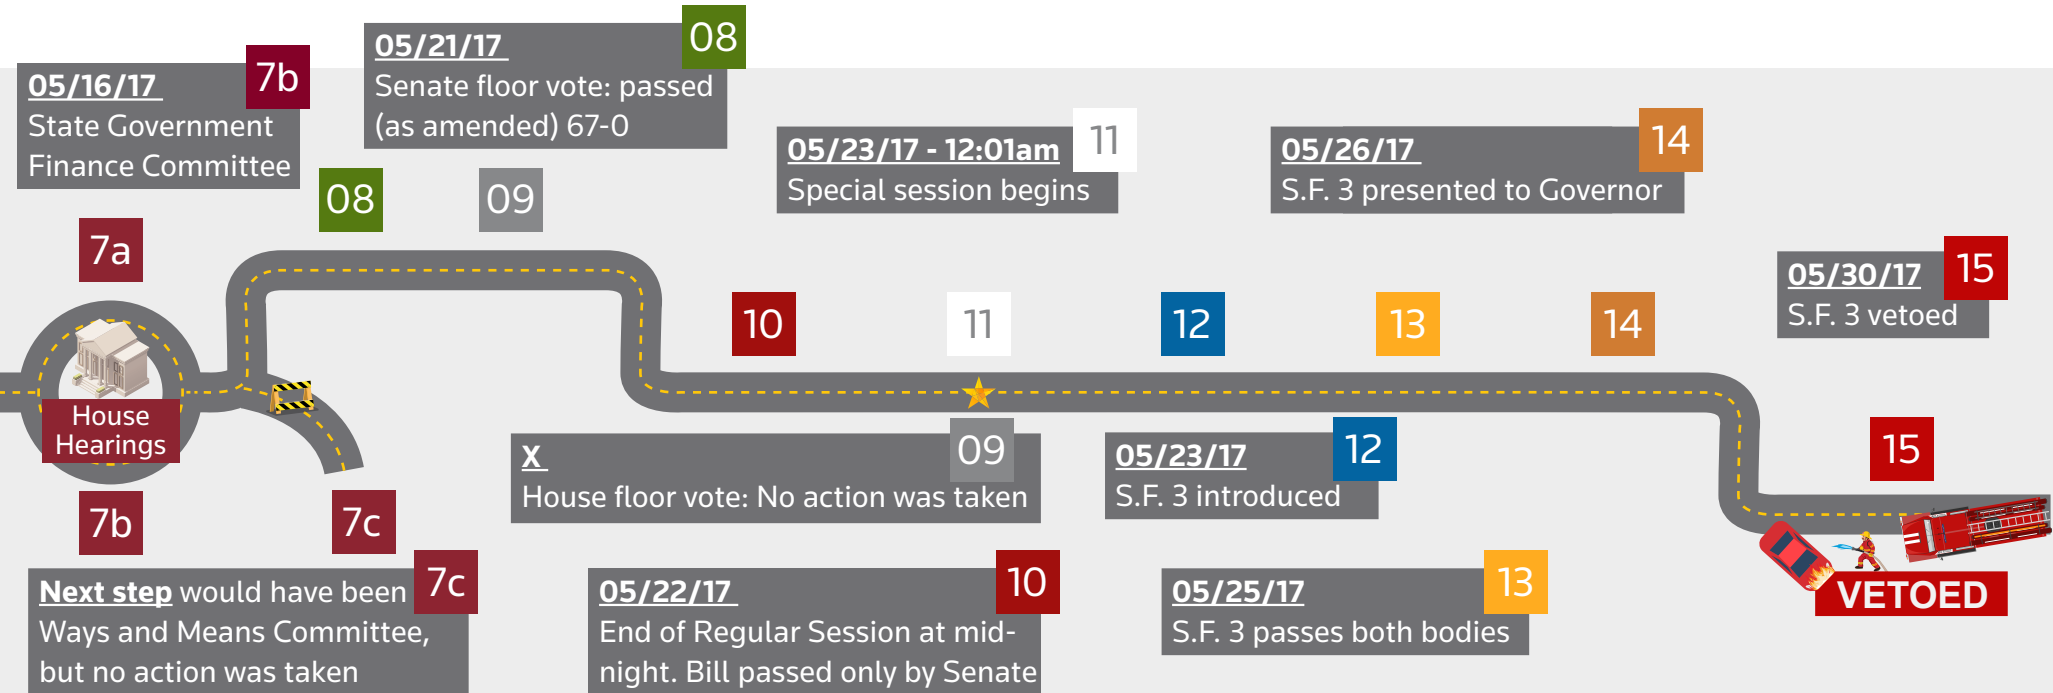 05/16/17
7b
State Government
Finance Committee
05/21/17
08
Senate floor vote: passed
(as amended) 67-0
05/23/17 - 12:01am
11
Special session begins
05/26/17
14
S.F. 3 presented to Governor
05/30/17
15
S.F. 3 vetoed
7a
08
09
10
11
12
13
14
15
House
Hearings
7b
7c
X
09
House floor vote: No action was taken
05/23/17
12
S.F. 3 introduced
Next step would have been
7c
Ways and Means Committee,
but no action was taken
05/22/17
10
End of Regular Session at mid-
night. Bill passed only by Senate
05/25/17
13
S.F. 3 passes both bodies
VETOED